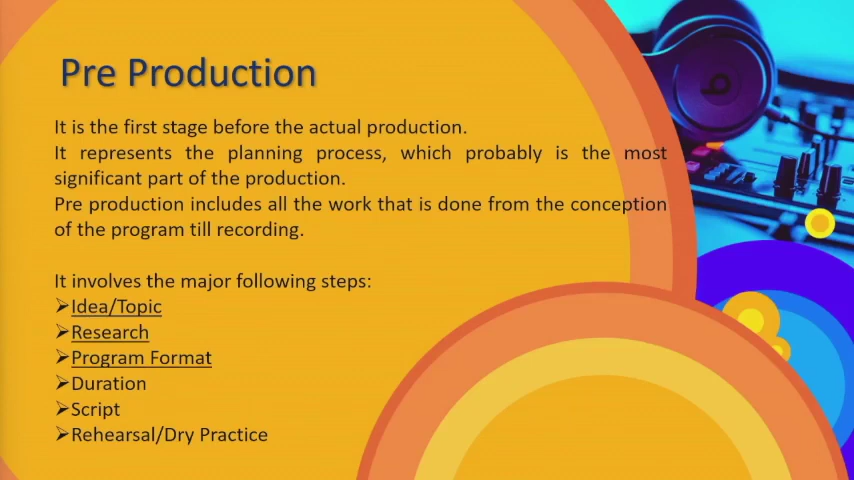 Pre Production
It is the first stage before the actual production.
It represents the planning process, which probably is the most
significant part of the production.
Pre production includes all the work that is done from the conception
of the program till recording.
It involves the major following steps:
➢Idea/Topic
➢Research
➢Program Format
➢Duration
➢Script
➢Rehearsal/Dry Practice